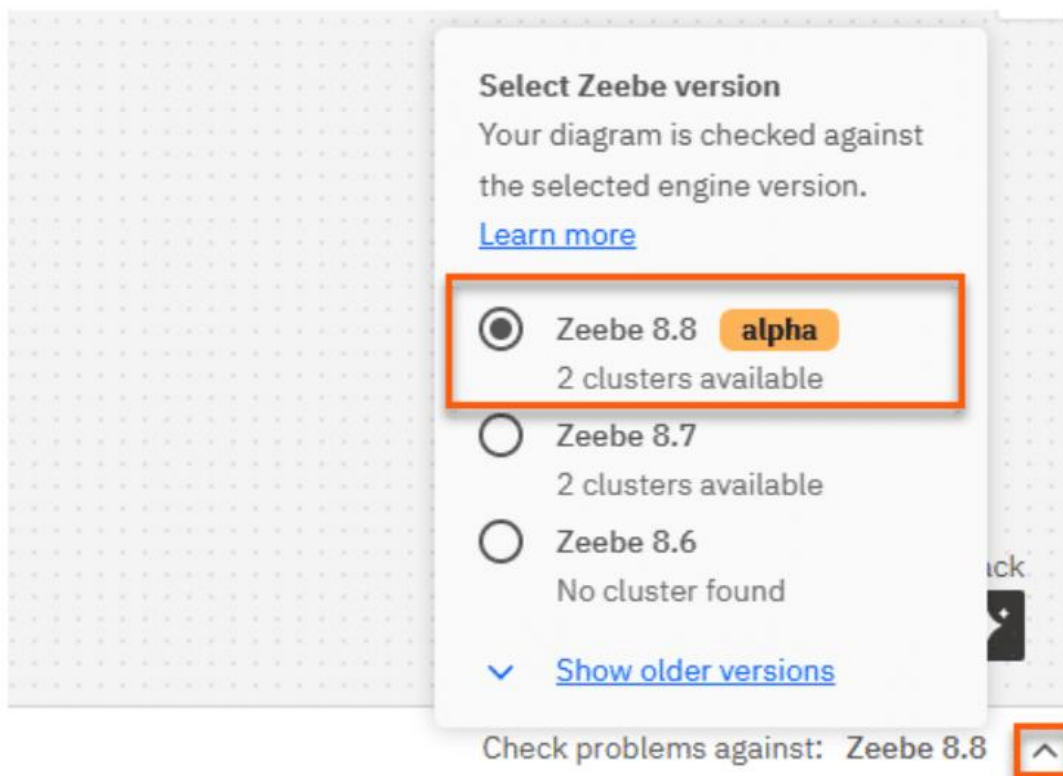 Select Zeebe version
Your diagram is checked against
the selected engine version.
Learn more
Zeebe 8.8 alpha
2 clusters available
Zeebe 8.7
2 clusters available
Zeebe 8.6
No cluster found
Show older versions
Check problems against: Zeebe 8.8